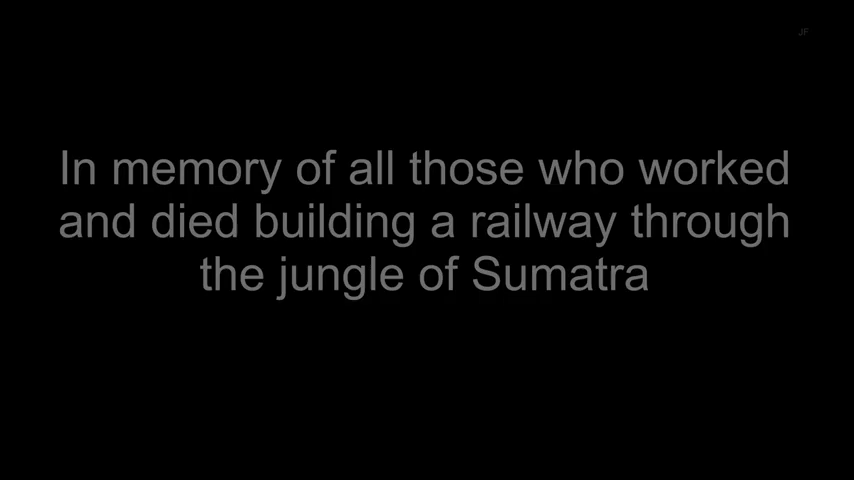 JF
In memory of all those who worked
and died building a railway through
the jungle of Sumatra